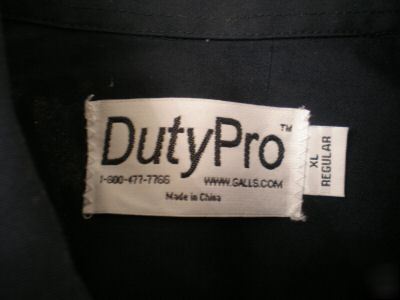 DutyPro™
1-800-477-7766 WWW.GALLS.COM
Made in China
XL
REGULAR